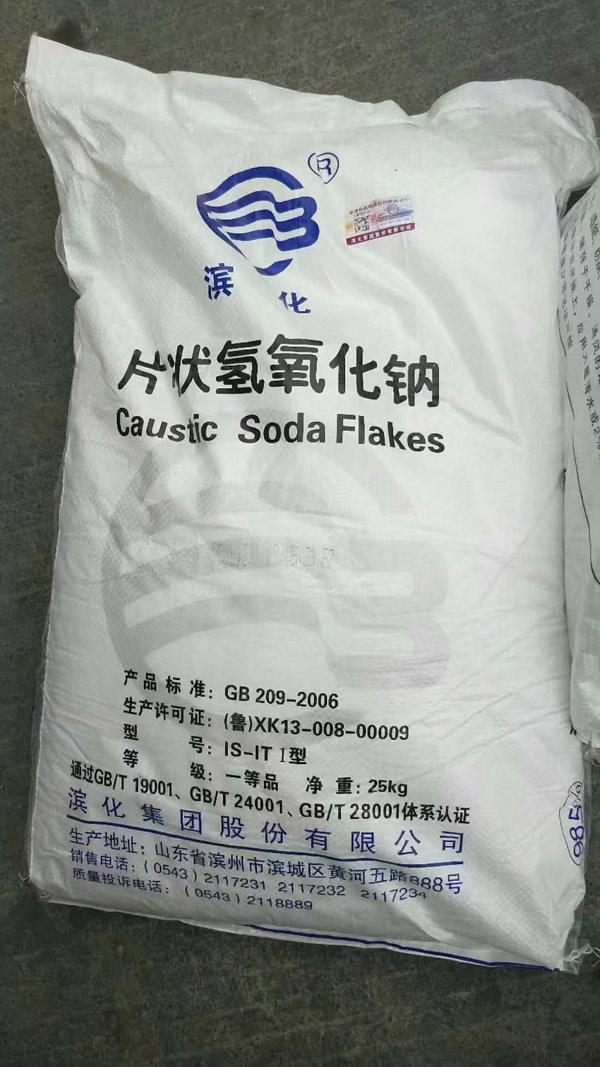 ®
滨化
片状氢氧化钠
Caustic Soda Flakes
产品标准：GB 209-2006
生产许可证：(鲁)XK13-008-00009
型号：IS-IT I型
等级：一等品 净重：25kg
通过GB/T 19001、GB/T 24001、GB/T 28001体系认证
滨化集团股份有限公司
生产地址：山东省滨州市滨城区黄河五路888号
销售电话：（0543）2117231 2117232 2117234
质量投诉电话：（0543）2118889
98.5%